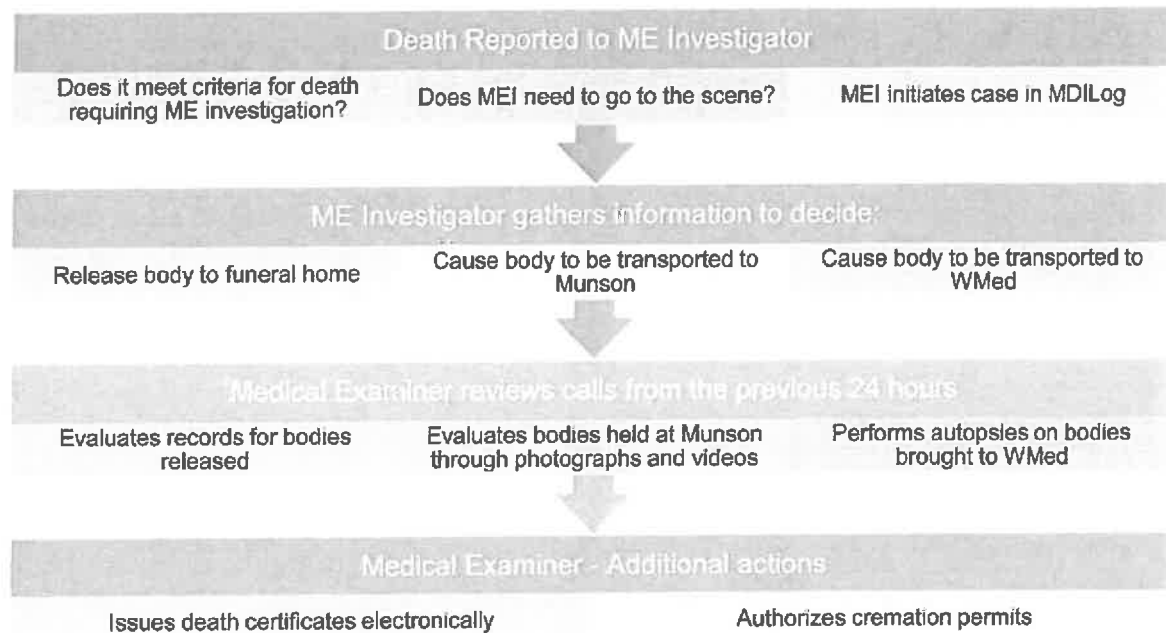 Death Reported to ME Investigator
Does it meet criteria for death
requiring ME investigation?
Does MEI need to go to the scene?
MEI initiates case in MDILog
ME Investigator gathers information to decide:
Release body to funeral home
Cause body to be transported to
Munson
Cause body to be transported to
WMed
Medical Examiner reviews calls from the previous 24 hours
Evaluates records for bodies
released
Evaluates bodies held at Munson
through photographs and videos
Performs autopsies on bodies
brought to WMed
Medical Examiner - Additional actions
Issues death certificates electronically
Authorizes cremation permits